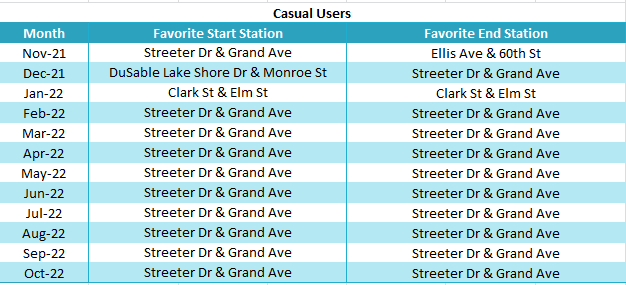 Casual Users
Month Favorite Start Station Favorite End Station
Nov-21 Streeter Dr & Grand Ave Ellis Ave & 60th St
Dec-21 DuSable Lake Shore Dr & Monroe St Streeter Dr & Grand Ave
Jan-22 Clark St & Elm St Clark St & Elm St
Feb-22 Streeter Dr & Grand Ave Streeter Dr & Grand Ave
Mar-22 Streeter Dr & Grand Ave Streeter Dr & Grand Ave
Apr-22 Streeter Dr & Grand Ave Streeter Dr & Grand Ave
May-22 Streeter Dr & Grand Ave Streeter Dr & Grand Ave
Jun-22 Streeter Dr & Grand Ave Streeter Dr & Grand Ave
Jul-22 Streeter Dr & Grand Ave Streeter Dr & Grand Ave
Aug-22 Streeter Dr & Grand Ave Streeter Dr & Grand Ave
Sep-22 Streeter Dr & Grand Ave Streeter Dr & Grand Ave
Oct-22 Streeter Dr & Grand Ave Streeter Dr & Grand Ave